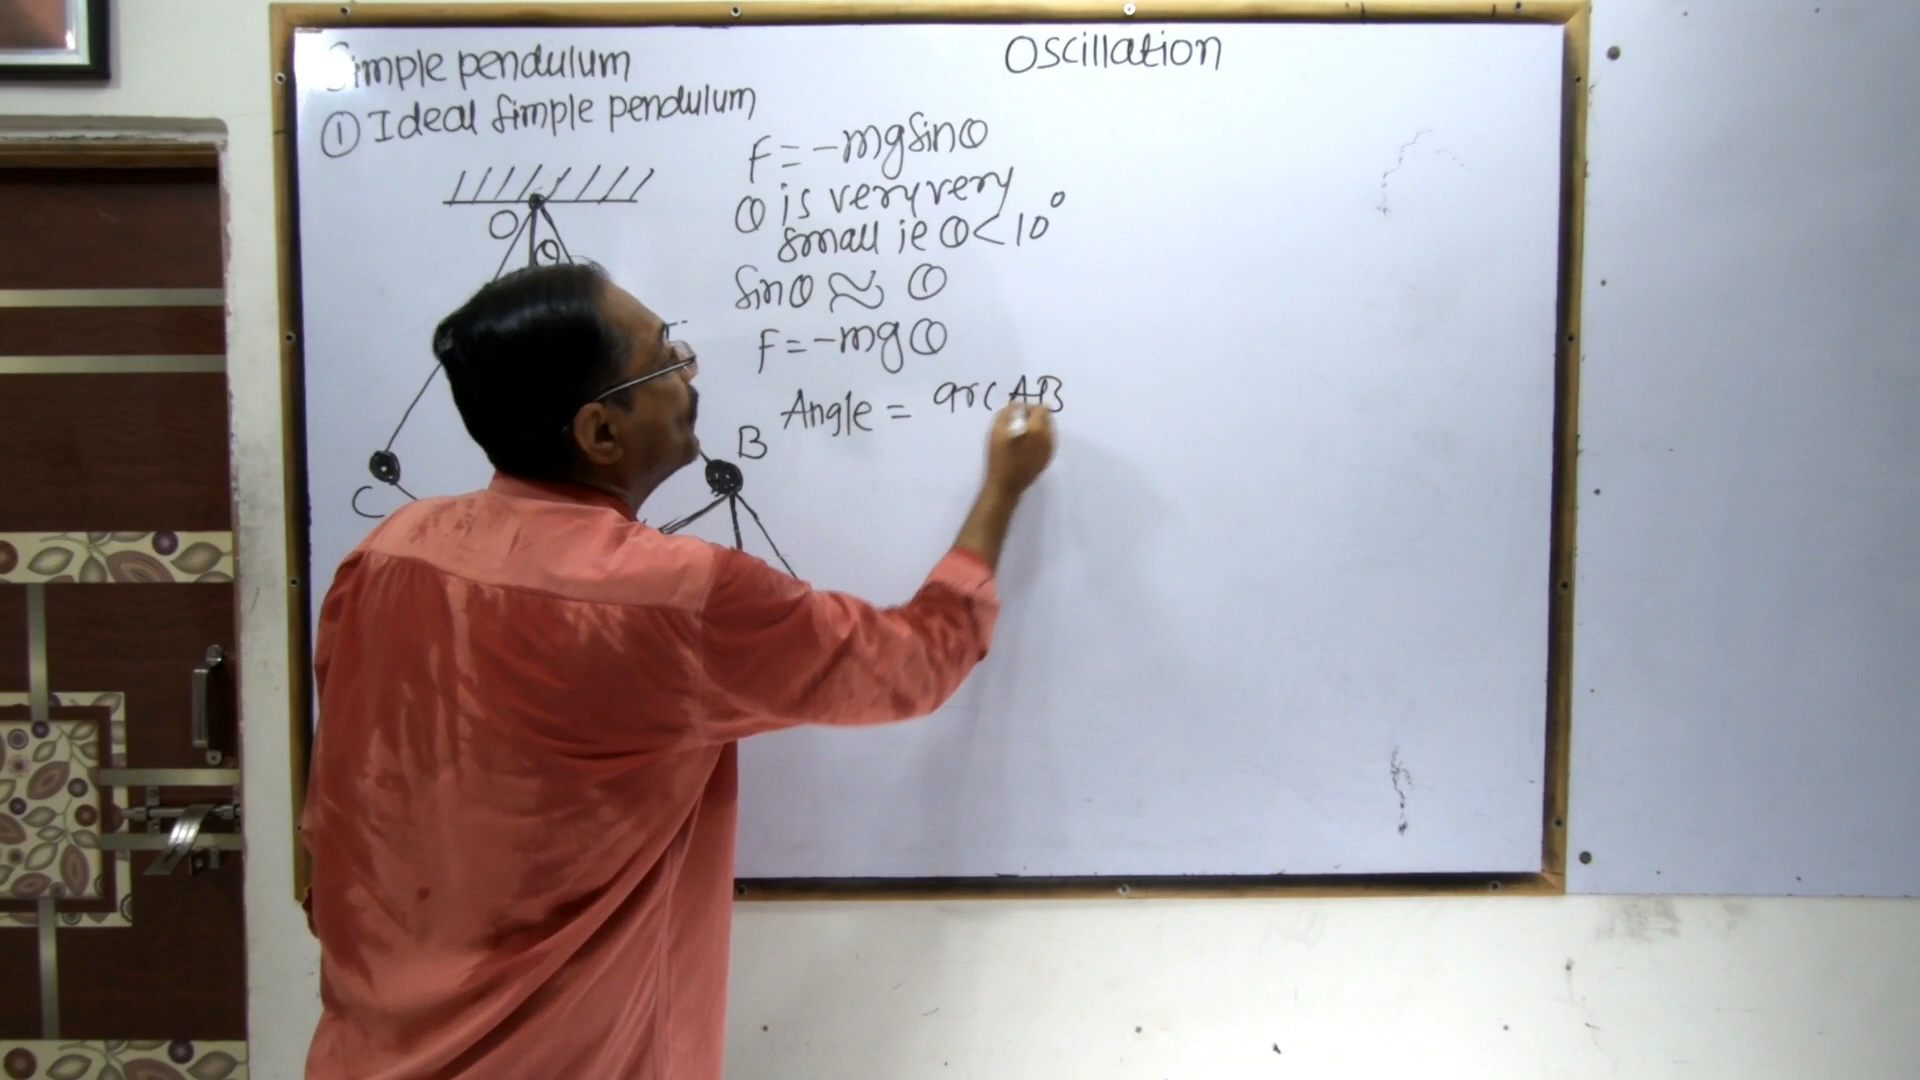 Simple pendulum
Oscillation
① Ideal Simple pendulum
O
θ
C
B
F = -mg sinθ
θ is very very
small ie θ < 10°
Sinθ ≈ θ
F = -mgθ
Angle = arc AB